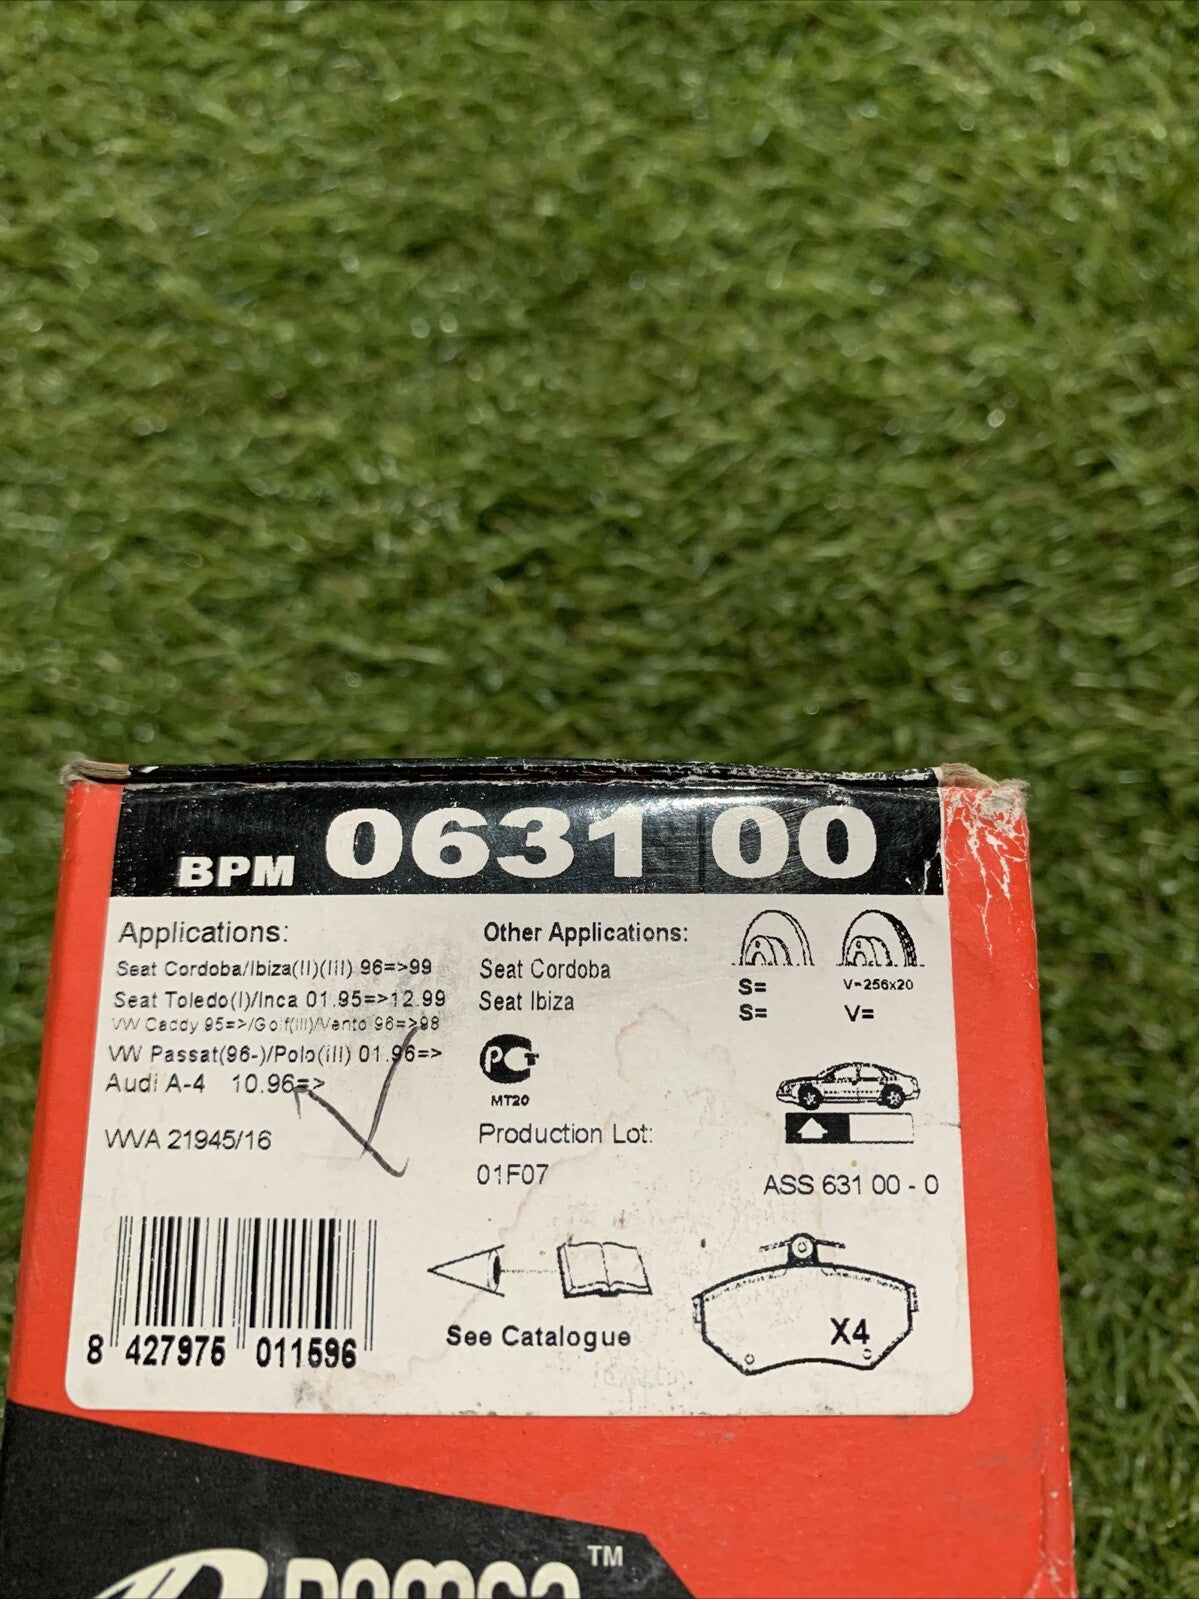 BPM 0631 00
Applications:
Seat Cordoba/Ibiza(II)(III) 96=>99
Seat Toledo(I)/Inca 01.95=>12.99
VW Caddy 95=>/Golf(III)/Vento 96=>98
VW Passat(96-)/Polo(III) 01.96=>
Audi A-4 10.96=>
WVA 21945/16
Other Applications:
Seat Cordoba
Seat Ibiza
PCT
MT20
Production Lot:
01F07
S= V=256x20
S= V=
ASS 631 00 - 0
8 427975 011596
See Catalogue
X4
TM